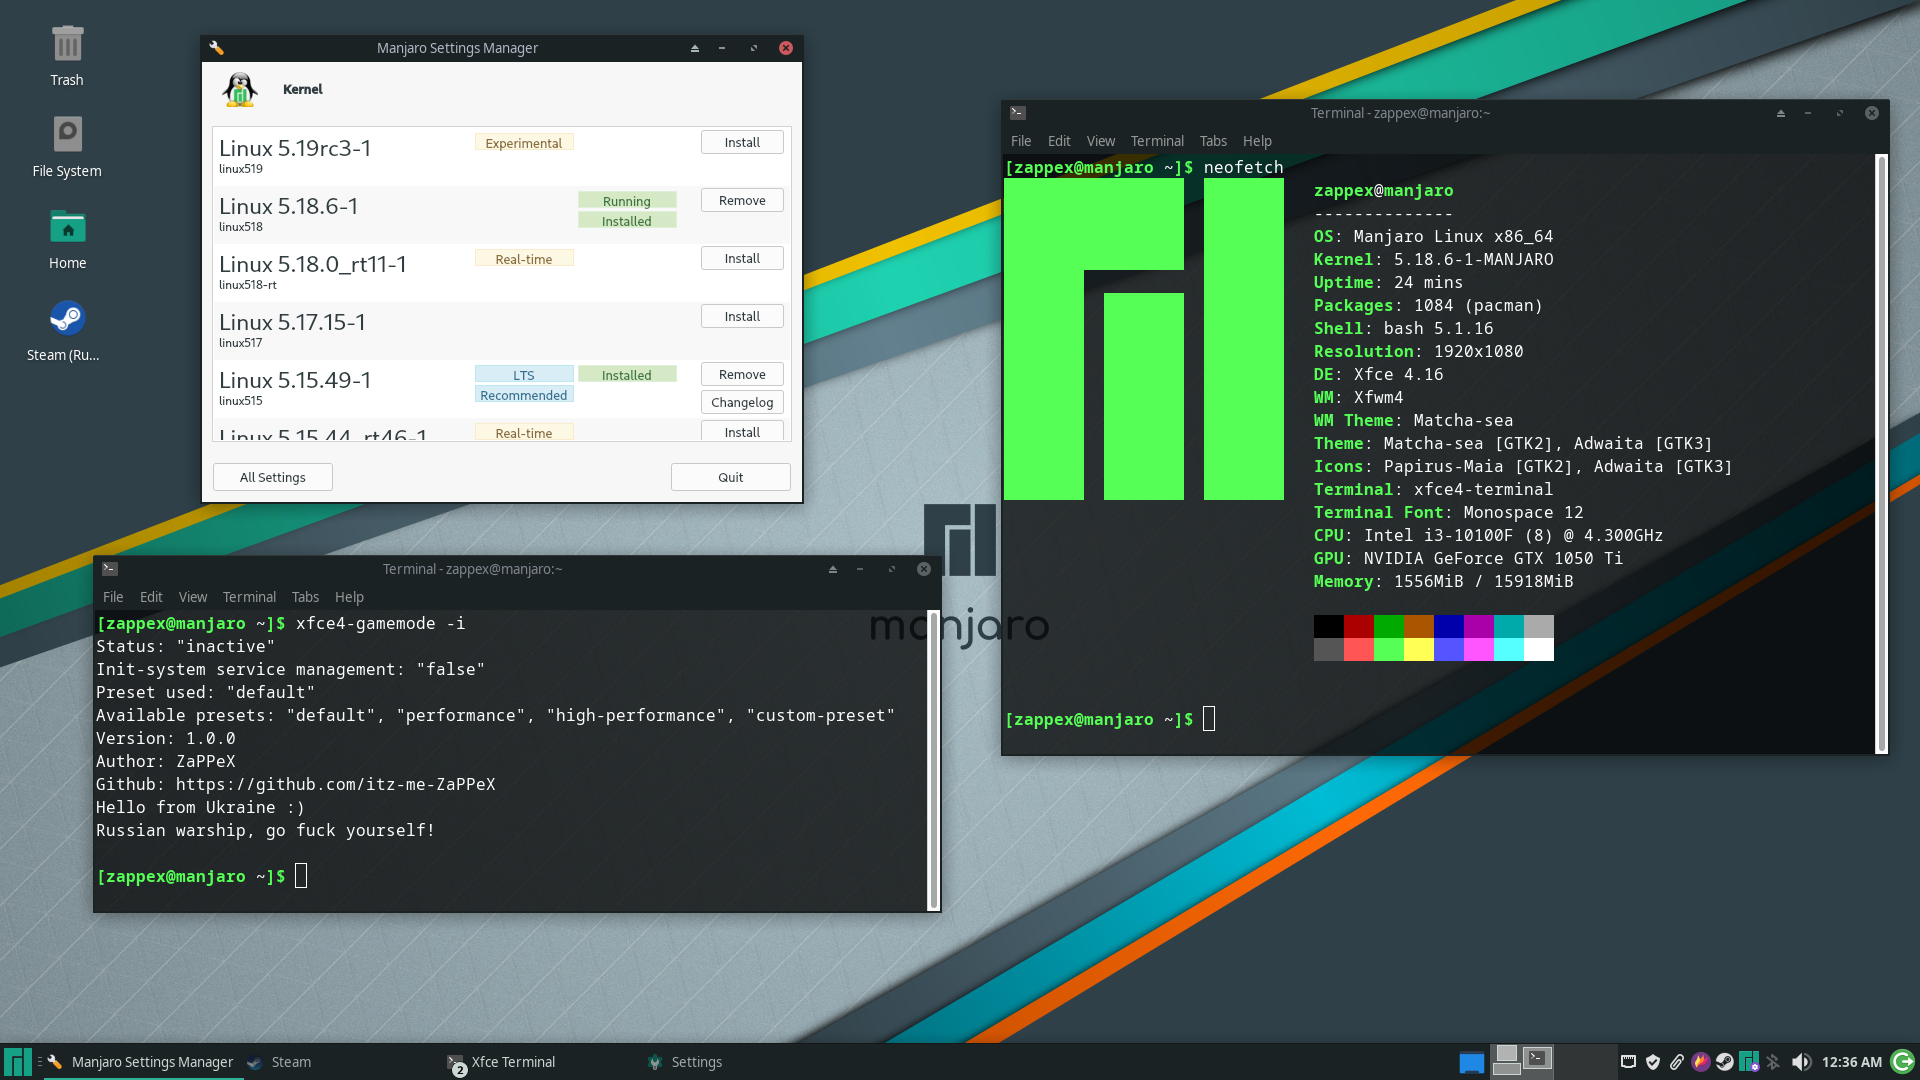 Trash
File System
Home
Steam (Ru...
Manjaro Settings Manager
Kernel
Linux 5.19rc3-1
linux519
Experimental
Install
Linux 5.18.6-1
linux518
Running
Installed
Remove
Linux 5.18.0_rt11-1
linux518-rt
Real-time
Install
Linux 5.17.15-1
linux517
Install
Linux 5.15.49-1
linux515
LTS
Recommended
Installed
Remove
Changelog
Linux 5.15.44_rt46-1
Real-time
Install
All Settings
Quit
Terminal - zappex@manjaro:~
File Edit View Terminal Tabs Help
[zappex@manjaro ~]$ neofetch
zappex@manjaro
--------------
OS: Manjaro Linux x86_64
Kernel: 5.18.6-1-MANJARO
Uptime: 24 mins
Packages: 1084 (pacman)
Shell: bash 5.1.16
Resolution: 1920x1080
DE: Xfce 4.16
WM: Xfwm4
WM Theme: Matcha-sea
Theme: Matcha-sea [GTK2], Adwaita [GTK3]
Icons: Papirus-Maia [GTK2], Adwaita [GTK3]
Terminal: xfce4-terminal
Terminal Font: Monospace 12
CPU: Intel i3-10100F (8) @ 4.300GHz
GPU: NVIDIA GeForce GTX 1050 Ti
Memory: 1556MiB / 15918MiB
[zappex@manjaro ~]$
manjaro
Terminal - zappex@manjaro:~
File Edit View Terminal Tabs Help
[zappex@manjaro ~]$ xfce4-gamemode -i
Status: "inactive"
Init-system service management: "false"
Preset used: "default"
Available presets: "default", "performance", "high-performance", "custom-preset"
Version: 1.0.0
Author: ZaPPeX
Github: https://github.com/itz-me-ZaPPeX
Hello from Ukraine :)
Russian warship, go fuck yourself!
[zappex@manjaro ~]$
Manjaro Settings Manager
Steam
2
Xfce Terminal
Settings
12:36 AM